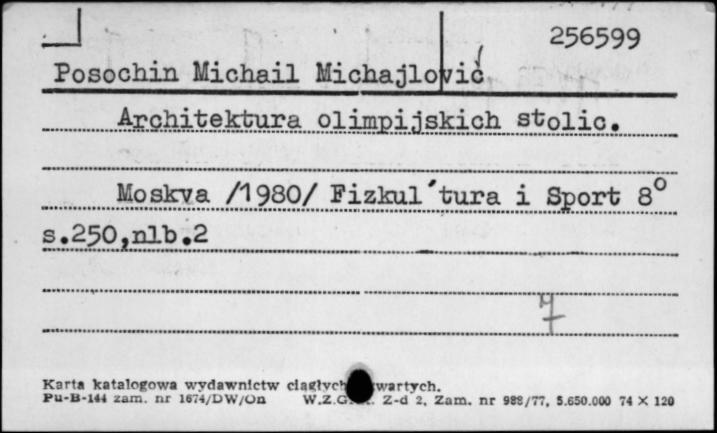 256599
Posochin Michail Michajlovič
Architektura olimpijskich stolic.
Moskva /1980/ Fizkul´tura i Sport 8°
s.250,nlb.2
Karta katalogowa wydawnictw ciągłych zwartych.
Pu-B-144 zam. nr 1674/DW/On W.Z.G. Z-d 2, Zam. nr 988/77, 5.650.000 74 × 120